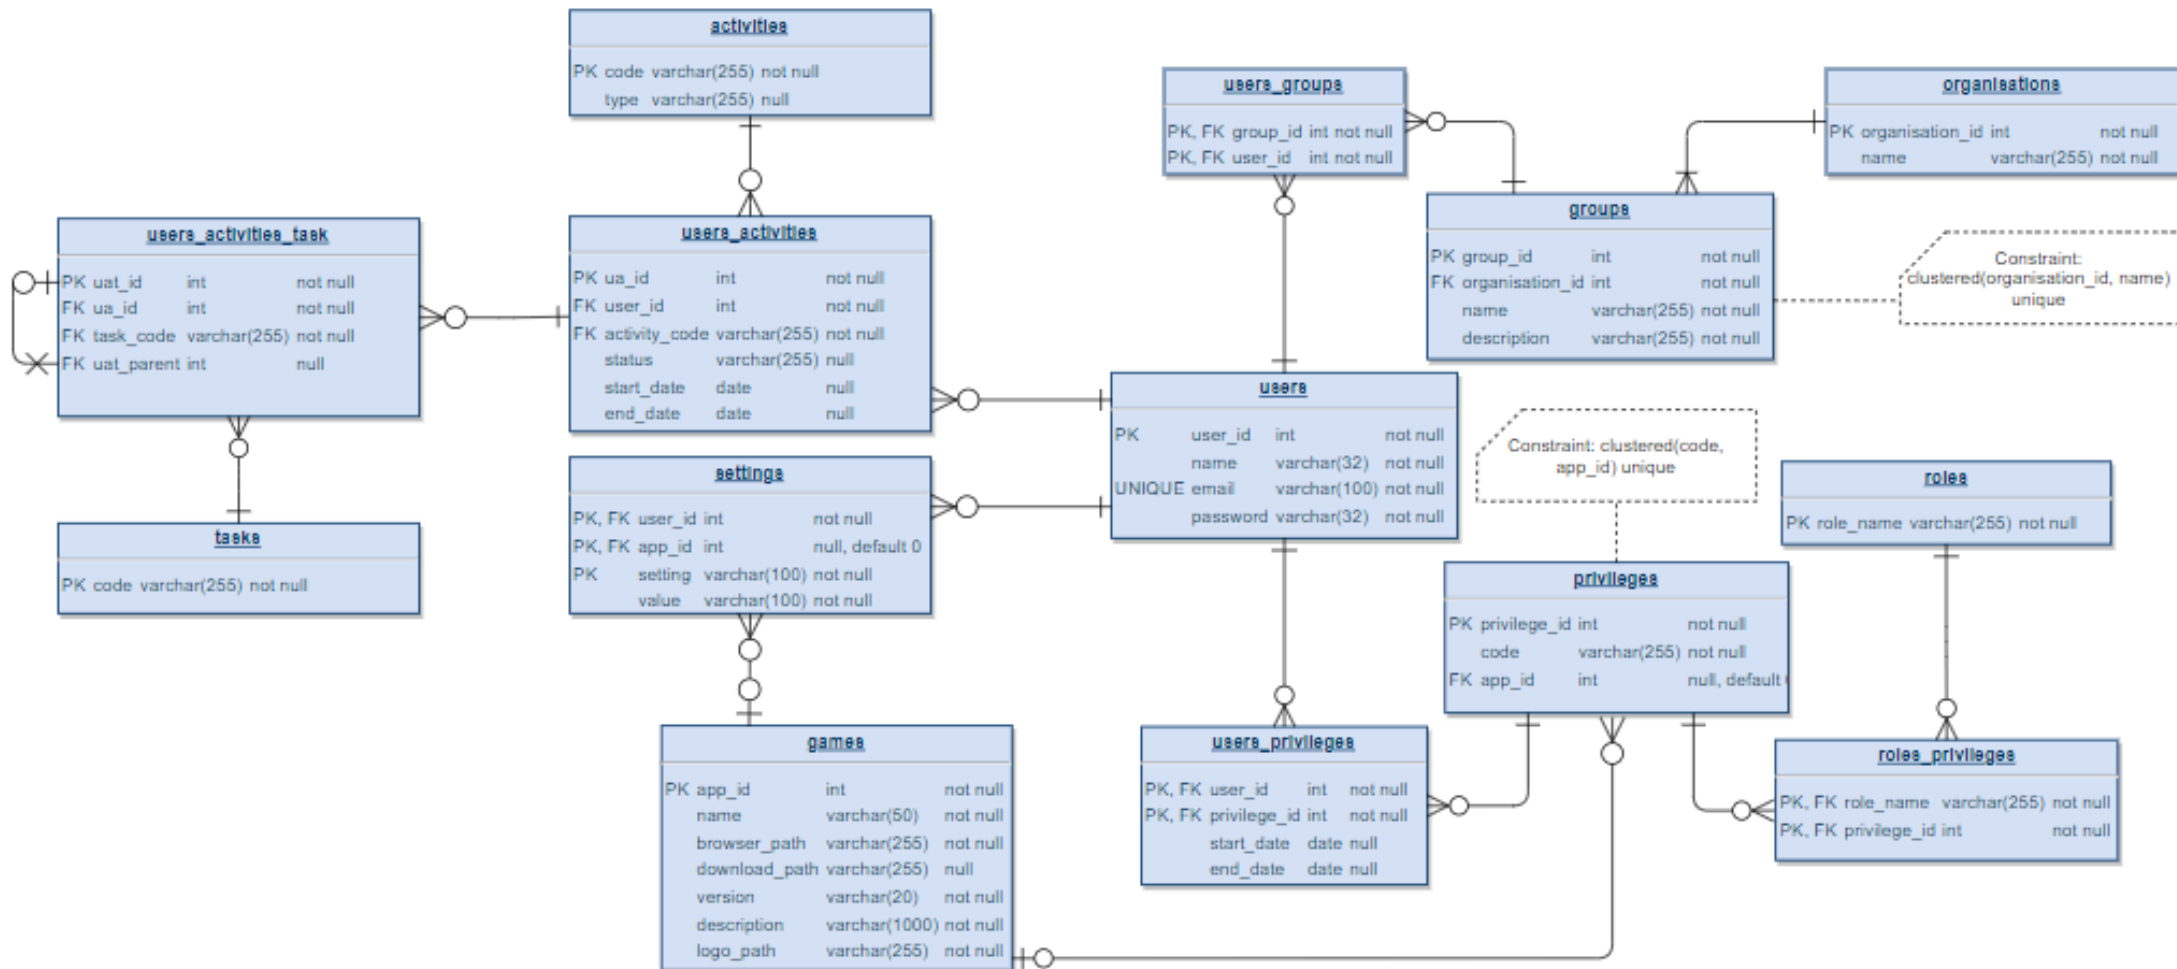 activities
PK code varchar(255) not null
type varchar(255) null
users_groups
PK, FK group_id int not null
PK, FK user_id int not null
organisations
PK organisation_id int not null
name varchar(255) not null
users_activities_task
PK uat_id int not null
FK ua_id int not null
FK task_code varchar(255) not null
FK uat_parent int null
users_activities
PK ua_id int not null
FK user_id int not null
FK activity_code varchar(255) not null
status varchar(255) null
start_date date null
end_date date null
groups
PK group_id int not null
FK organisation_id int not null
name varchar(255) not null
description varchar(255) not null
Constraint:
clustered(organisation_id, name)
unique
users
PK user_id int not null
name varchar(32) not null
UNIQUE email varchar(100) not null
password varchar(32) not null
Constraint: clustered(code,
app_id) unique
roles
PK role_name varchar(255) not null
settings
PK, FK user_id int not null
PK, FK app_id int null, default 0
PK setting varchar(100) not null
value varchar(100) not null
tasks
PK code varchar(255) not null
privileges
PK privilege_id int not null
code varchar(255) not null
FK app_id int null, default
games
PK app_id int not null
name varchar(50) not null
browser_path varchar(255) not null
download_path varchar(255) null
version varchar(20) not null
description varchar(1000) not null
logo_path varchar(255) not null
users_privileges
PK, FK user_id int not null
PK, FK privilege_id int not null
start_date date null
end_date date null
roles_privileges
PK, FK role_name varchar(255) not null
PK, FK privilege_id int not null